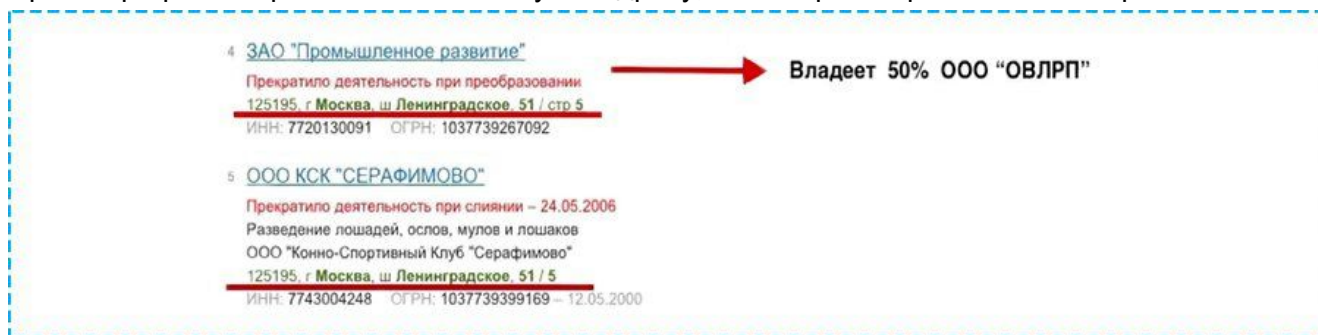 4 ЗАО "Промышленное развитие"
Прекратило деятельность при преобразовании
125195, г Москва, ш Ленинградское, 51 / стр 5
ИНН: 7720130091 ОГРН: 1037739267092
Владеет 50% ООО “ОВЛРП”
5 ООО КСК "СЕРАФИМОВО"
Прекратило деятельность при слиянии – 24.05.2006
Разведение лошадей, ослов, мулов и лошаков
ООО "Конно-Спортивный Клуб "Серафимово"
125195, г Москва, ш Ленинградское, 51 / 5
ИНН: 7743004248 ОГРН: 1037739399169 – 12.05.2000